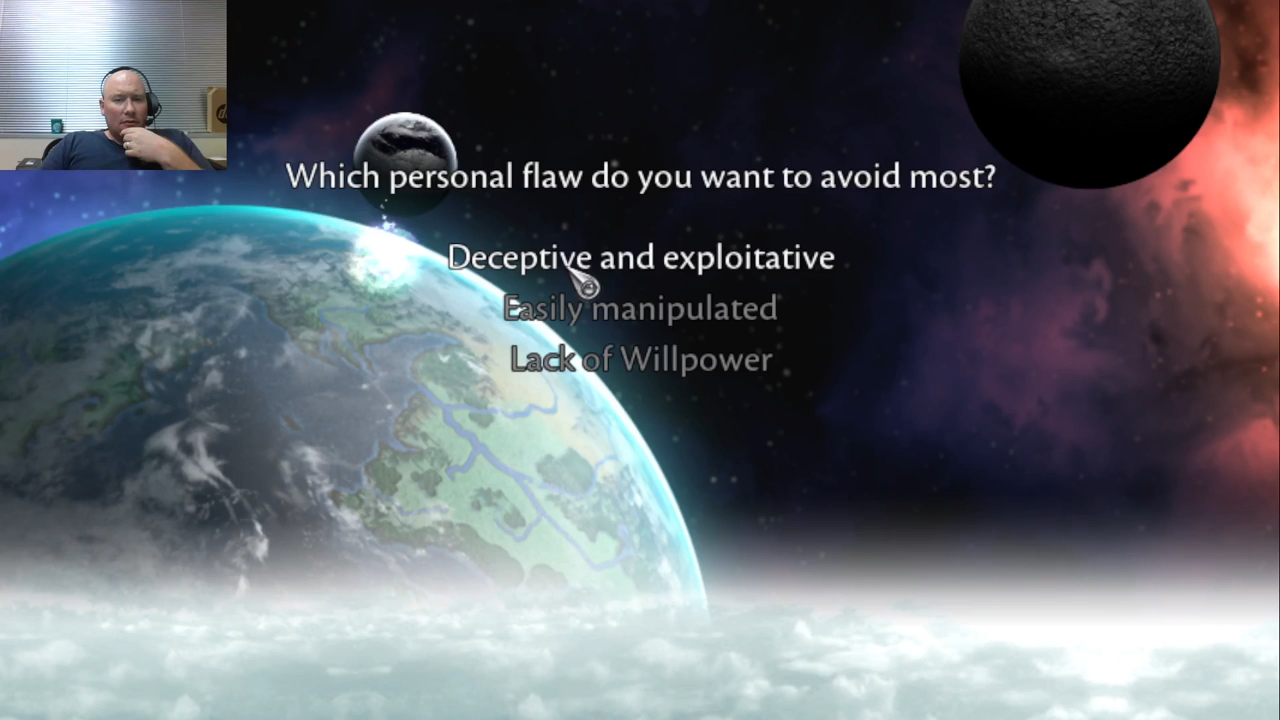 Which personal flaw do you want to avoid most?
Deceptive and exploitative
Easily manipulated
Lack of Willpower